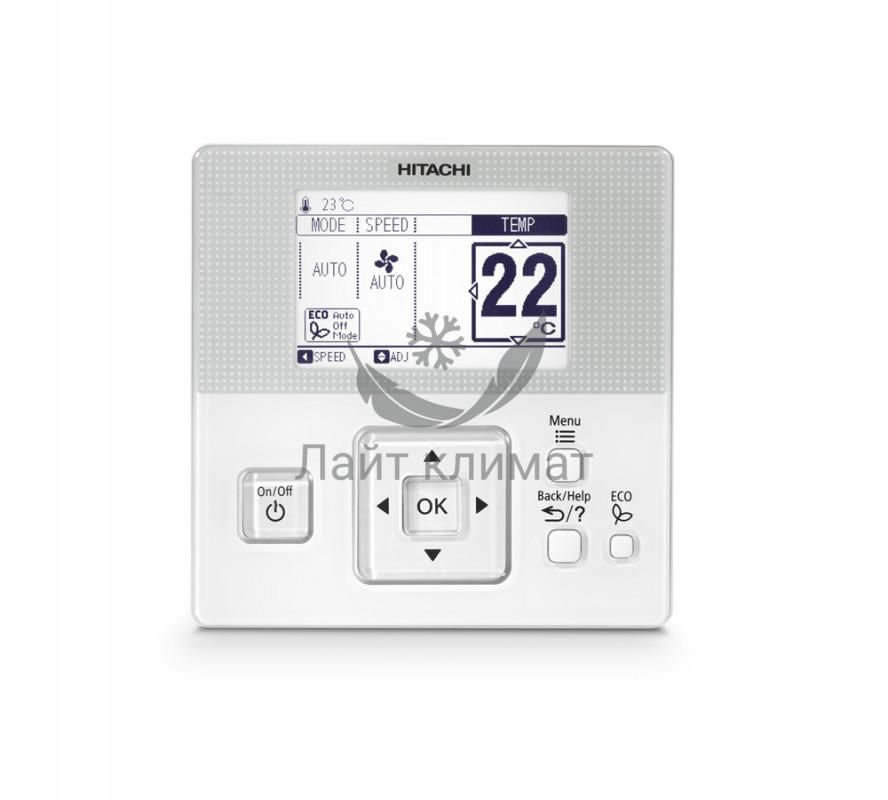 HITACHI
23°C
MODE SPEED TEMP
AUTO AUTO 22 °C
ECO Auto
Off
Mode
SPEED ADJ
Лайт климат
Menu
On/Off
OK
Back/Help ECO
/?